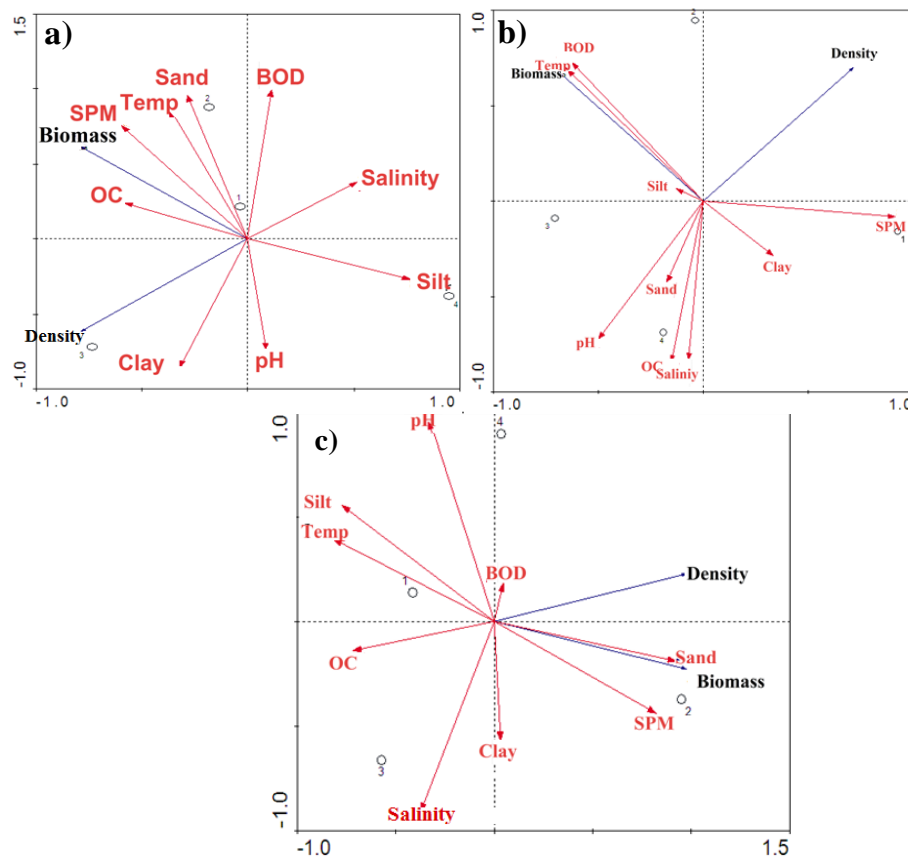 1.5
a)
2
Sand
BOD
Temp
SPM
Biomass
OC
1
Salinity
Silt
4
Density
3
Clay
pH
-1.0
-1.0
1.0
1.0
b)
2
BOD
Temp
Biomass
Density
Silt
3
SPM
1
Clay
Sand
4
pH
OC
Saliniy
-1.0
-1.0
1.0
1.0
c)
pH
4
Silt
Temp
1
BOD
Density
OC
Sand
Biomass
2
SPM
Clay
3
Salinity
-1.0
-1.0
1.5